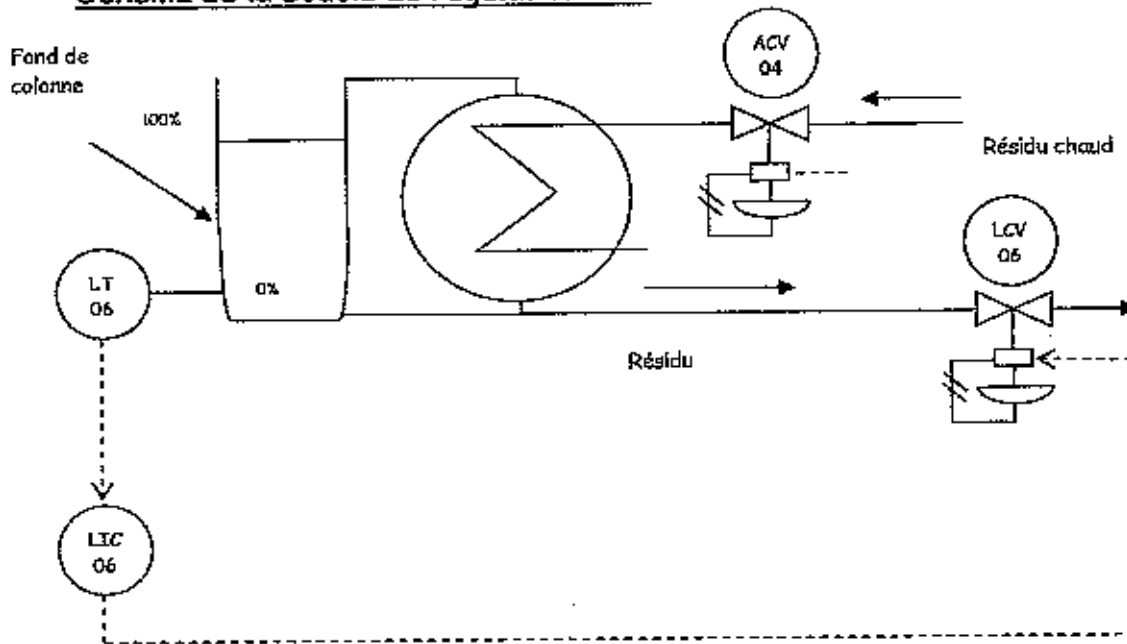 Fond de
colonne
100%
0%
ACV
04
Résidu chaud
LCV
06
LT
06
Résidu
LIC
06